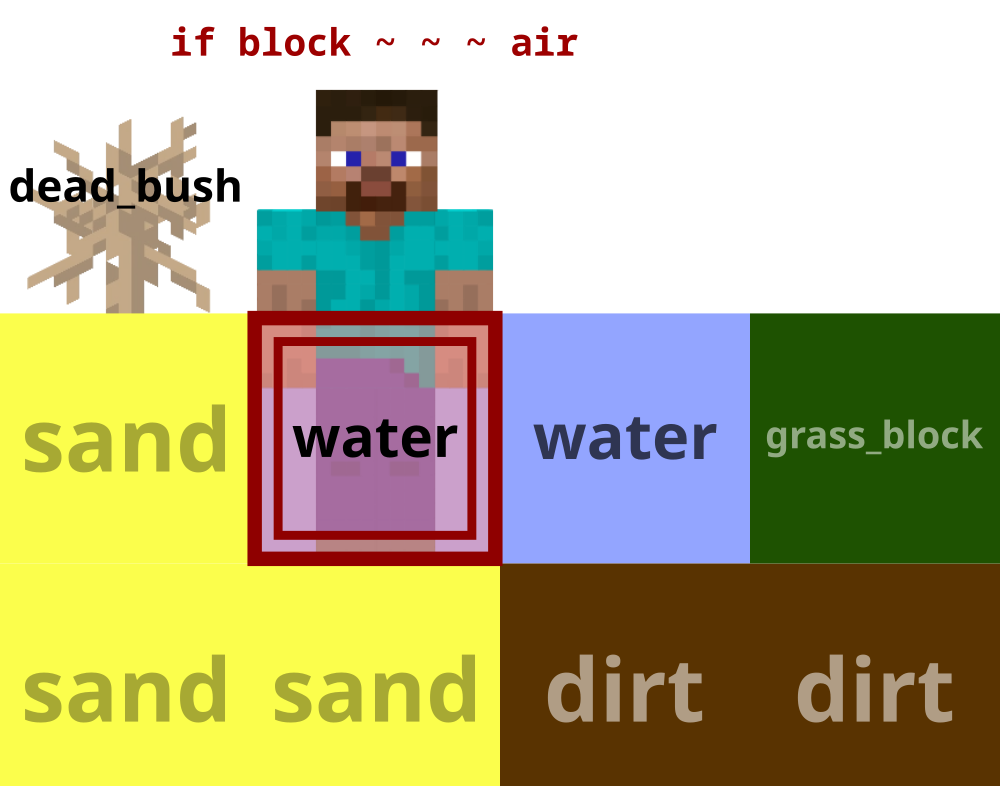 if block ~ ~ ~ air
dead_bush
sand water water grass_block
sand sand dirt dirt